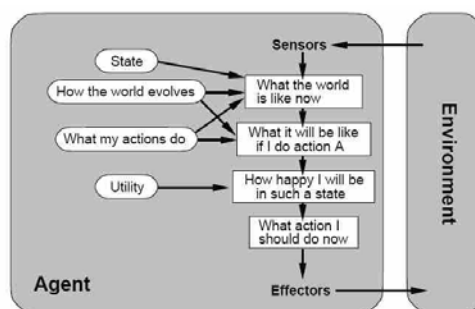 Sensors
State
How the world evolves
What the world
is like now
What my actions do
What it will be like
if I do action A
Utility
How happy I will be
in such a state
What action I
should do now
Agent
Effectors
Environment